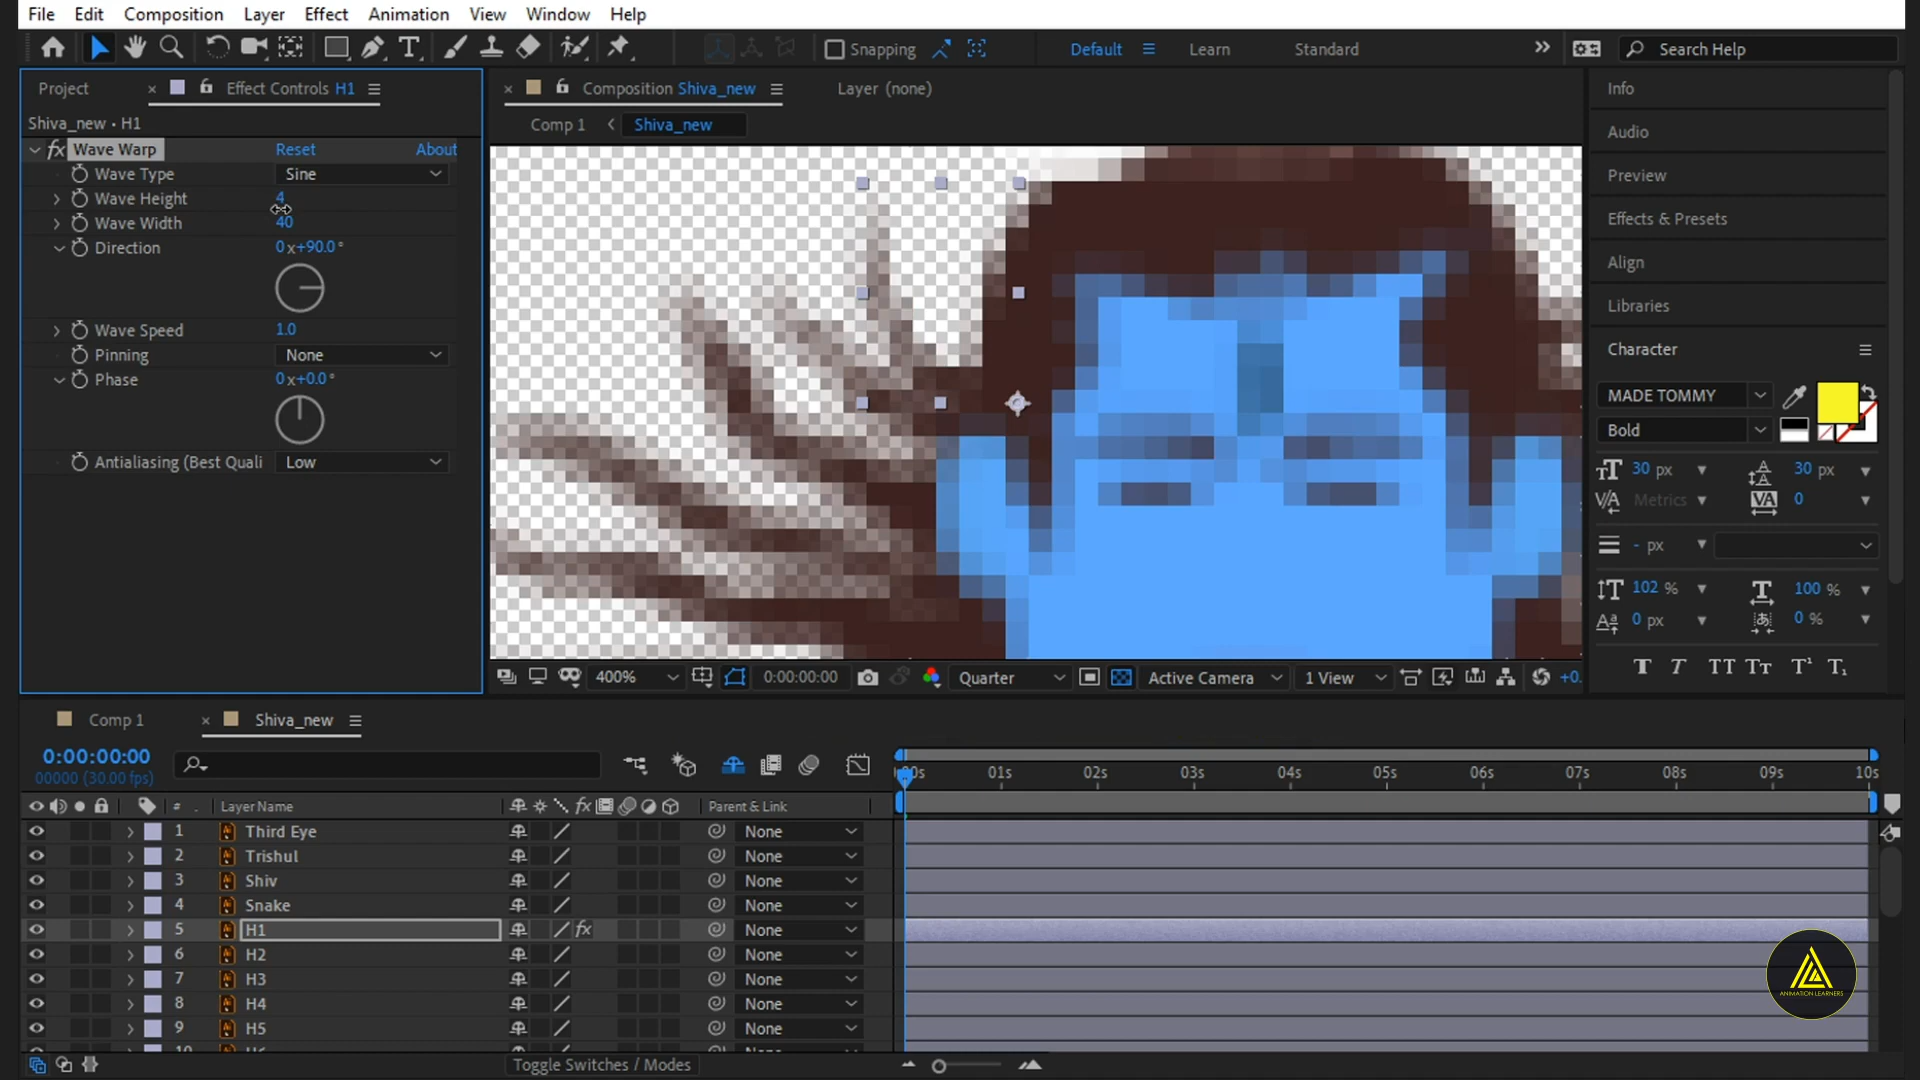 File Edit Composition Layer Effect Animation View Window Help
Snapping Default Learn Standard Search Help
Project Effect Controls H1
Composition Shiva_new Layer (none)
Shiva_new • H1
Comp 1 Shiva_new
fx Wave Warp Reset About
Wave Type Sine
Wave Height 4
Wave Width 40
Direction 0x+90.0°
Wave Speed 1.0
Pinning None
Phase 0x+0.0°
Antialiasing (Best Quali Low
400% 0:00:00:00 Quarter Active Camera 1 View +0.
Info
Audio
Preview
Effects & Presets
Align
Libraries
Character
MADE TOMMY
Bold
30 px 30 px
Metrics 0
- px
102 % 100 %
0 px 0 %
Comp 1 Shiva_new
0:00:00:00
00000 (30.00 fps)
01s 02s 03s 04s 05s 06s 07s 08s 09s 10s
# Layer Name Parent & Link
1 Third Eye None
2 Trishul None
3 Shiv None
4 Snake None
5 H1 fx None
6 H2 None
7 H3 None
8 H4 None
9 H5 None
Toggle Switches / Modes
ANIMATION LEARNERS